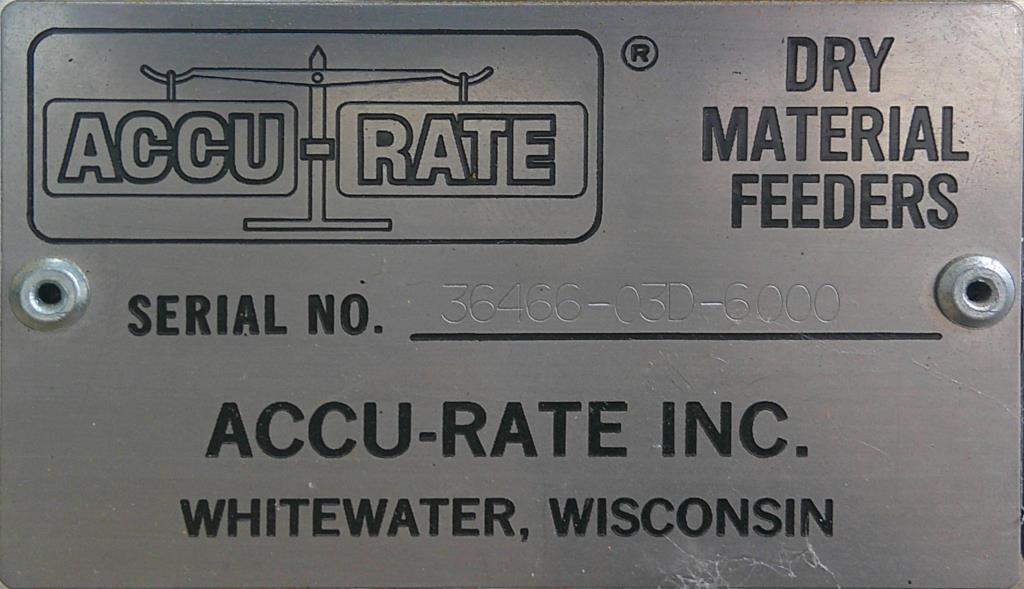 ACCU-RATE ®
DRY
MATERIAL
FEEDERS
SERIAL NO. 36466-03D-6000
ACCU-RATE INC.
WHITEWATER, WISCONSIN